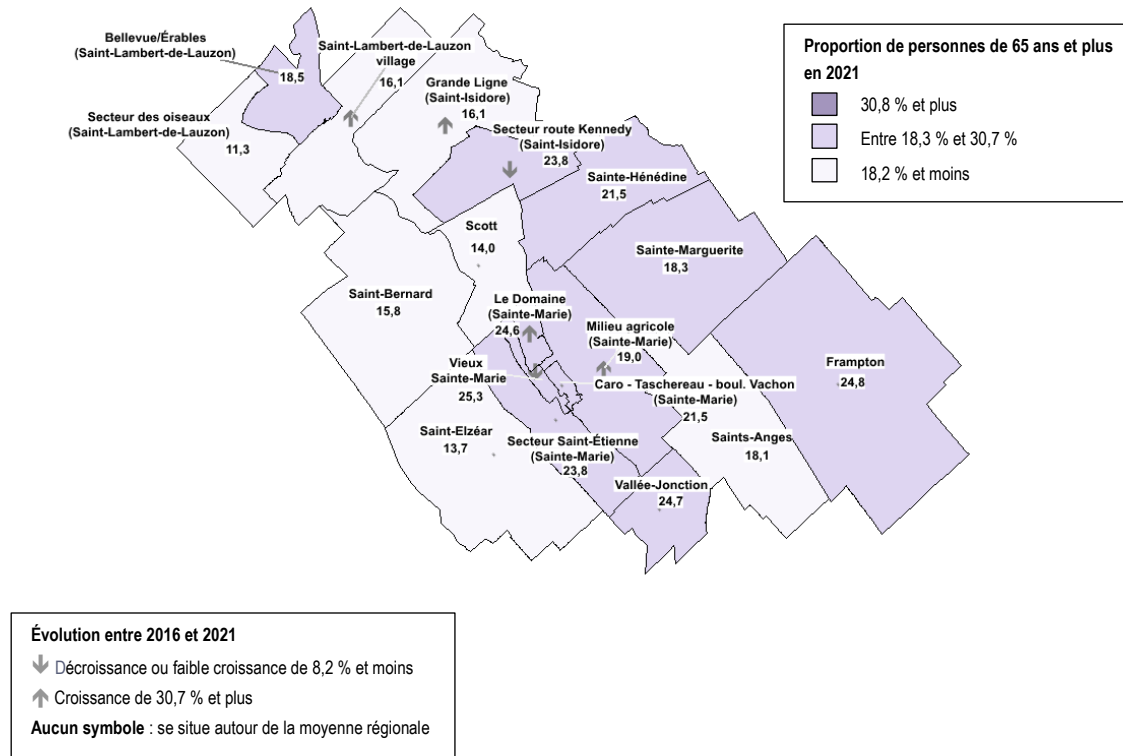 Bellevue/Érables
(Saint-Lambert-de-Lauzon)
18,5
Saint-Lambert-de-Lauzon
village
16,1
Grande Ligne
(Saint-Isidore)
16,1
Secteur des oiseaux
(Saint-Lambert-de-Lauzon)
11,3
Secteur route Kennedy
(Saint-Isidore)
23,8
Sainte-Hénédine
21,5
Scott
14,0
Sainte-Marguerite
18,3
Saint-Bernard
15,8
Le Domaine
(Sainte-Marie)
24,6
Milieu agricole
(Sainte-Marie)
19,0
Frampton
24,8
Vieux
Sainte-Marie
25,3
Caro - Taschereau - boul. Vachon
(Sainte-Marie)
21,5
Saint-Elzéar
13,7
Secteur Saint-Étienne
(Sainte-Marie)
23,8
Saints-Anges
18,1
Vallée-Jonction
24,7
Proportion de personnes de 65 ans et plus
en 2021
30,8 % et plus
Entre 18,3 % et 30,7 %
18,2 % et moins
Évolution entre 2016 et 2021
Décroissance ou faible croissance de 8,2 % et moins
Croissance de 30,7 % et plus
Aucun symbole : se situe autour de la moyenne régionale